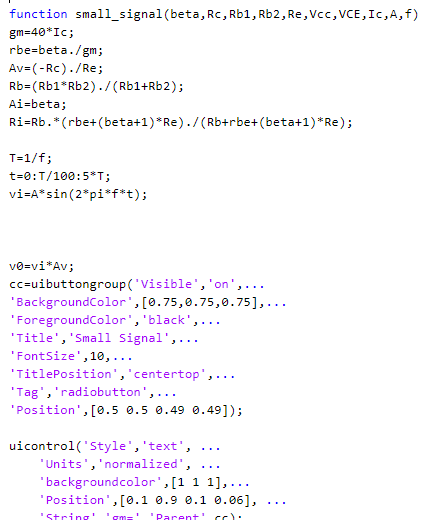 function small_signal(beta,Rc,Rb1,Rb2,Re,Vcc,VCE,Ic,A,f)
gm=40*Ic;
rbe=beta./gm;
Av=(-Rc)./Re;
Rb=(Rb1*Rb2)./(Rb1+Rb2);
Ai=beta;
Ri=Rb.*(rbe+(beta+1)*Re)./(Rb+rbe+(beta+1)*Re);
T=1/f;
t=0:T/100:5*T;
vi=A*sin(2*pi*f*t);
v0=vi*Av;
cc=uibuttongroup('Visible','on',...
'BackgroundColor',[0.75,0.75,0.75],...
'ForegroundColor','black',...
'Title','Small Signal',...
'FontSize',10,...
'TitlePosition','centertop',...
'Tag','radiobutton',...
'Position',[0.5 0.5 0.49 0.49]);
uicontrol('Style','text', ...
'Units','normalized', ...
'backgroundcolor',[1 1 1],...
'Position',[0.1 0.9 0.1 0.06], ...
'String','gm=','Parent',cc);